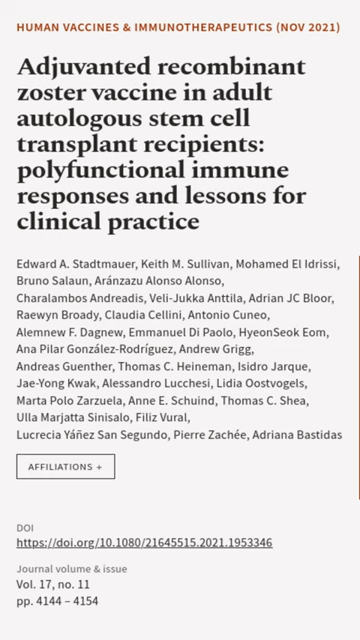 HUMAN VACCINES & IMMUNOTHERAPEUTICS (NOV 2021)
Adjuvanted recombinant
zoster vaccine in adult
autologous stem cell
transplant recipients:
polyfunctional immune
responses and lessons for
clinical practice
Edward A. Stadtmauer, Keith M. Sullivan, Mohamed El Idrissi,
Bruno Salaun, Aránzazu Alonso Alonso,
Charalambos Andreadis, Veli-Jukka Anttila, Adrian JC Bloor,
Raewyn Broady, Claudia Cellini, Antonio Cuneo,
Alemnew F. Dagnew, Emmanuel Di Paolo, HyeonSeok Eom,
Ana Pilar González-Rodríguez, Andrew Grigg,
Andreas Guenther, Thomas C. Heineman, Isidro Jarque,
Jae-Yong Kwak, Alessandro Lucchesi, Lidia Oostvogels,
Marta Polo Zarzuela, Anne E. Schuind, Thomas C. Shea,
Ulla Marjatta Sinisalo, Filiz Vural,
Lucrecia Yáñez San Segundo, Pierre Zachée, Adriana Bastidas
AFFILIATIONS +
DOI
https://doi.org/10.1080/21645515.2021.1953346
Journal volume & issue
Vol. 17, no. 11
pp. 4144 – 4154